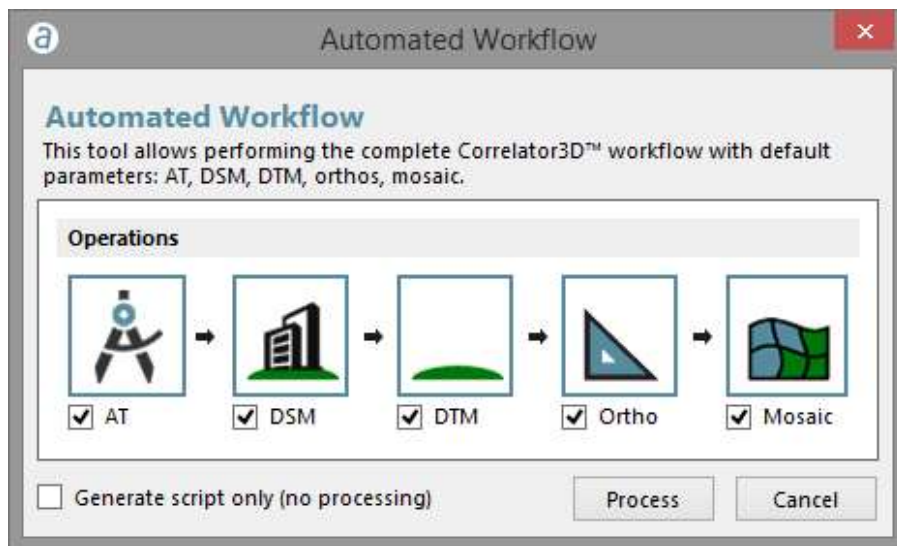 Automated Workflow
Automated Workflow
This tool allows performing the complete Correlator3D™ workflow with default
parameters: AT, DSM, DTM, orthos, mosaic.
Operations
AT DSM DTM Ortho Mosaic
Generate script only (no processing) Process Cancel